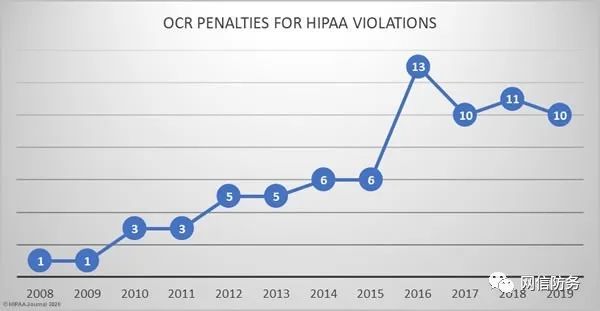 OCR PENALTIES FOR HIPAA VIOLATIONS
1 1 3 3 5 5 6 6 13 10 11 10
2008 2009 2010 2011 2012 2013 2014 2015 2016 2017 2018 2019
网信防务
© HIPAA Journal 2020